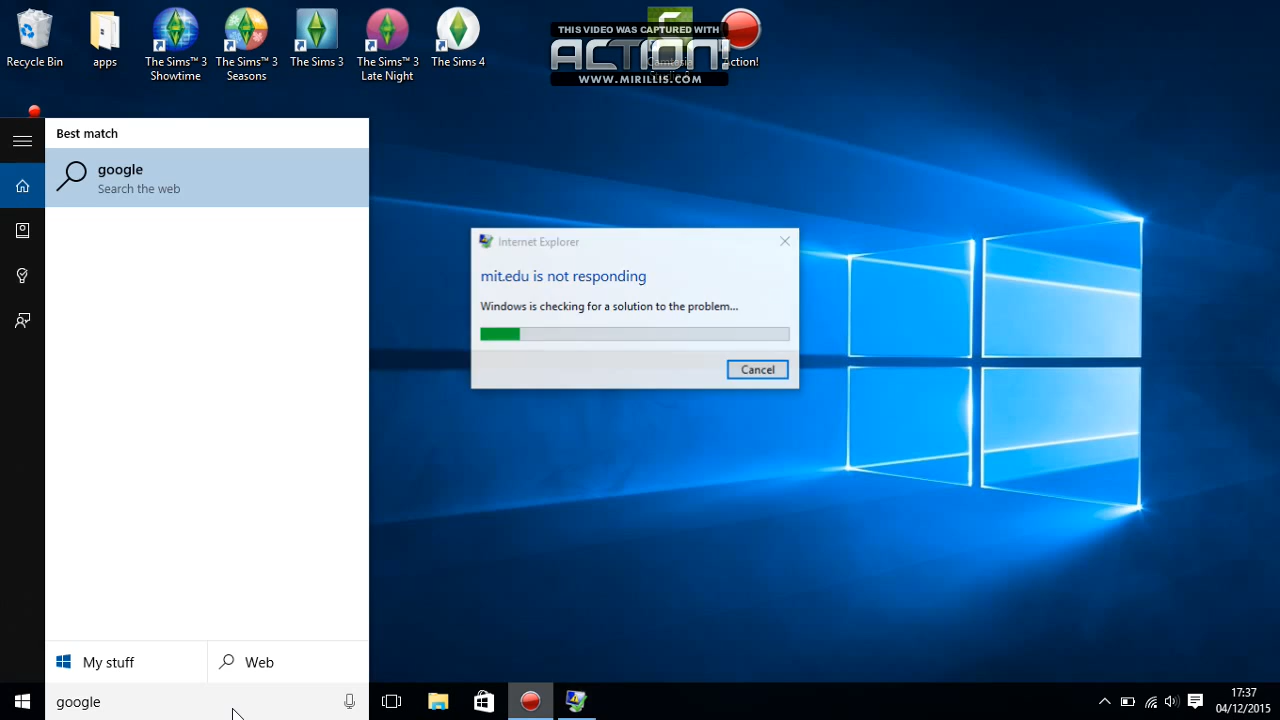 Recycle Bin
apps
The Sims™ 3
Showtime
The Sims™ 3
Seasons
The Sims 3
The Sims™ 3
Late Night
The Sims 4
THIS VIDEO WAS CAPTURED WITH
ACTION!
WWW.MIRILLIS.COM
Action!
Best match
google
Search the web
Internet Explorer
mit.edu is not responding
Windows is checking for a solution to the problem...
Cancel
My stuff
Web
google
17:37
04/12/2015